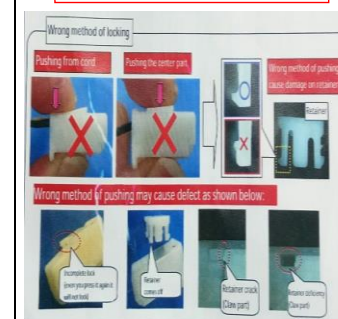 Wrong method of locking
Pushing from cord
Pushing the center part
Wrong method of pushing
cause damage on retainer
Retainer
Wrong method of pushing may cause defect as shown below:
Incomplete lock
(even you press it again it
will not lock)
Retainer
comes off
Retainer crack
(Claw part)
Retainer deficiency
(Claw part)